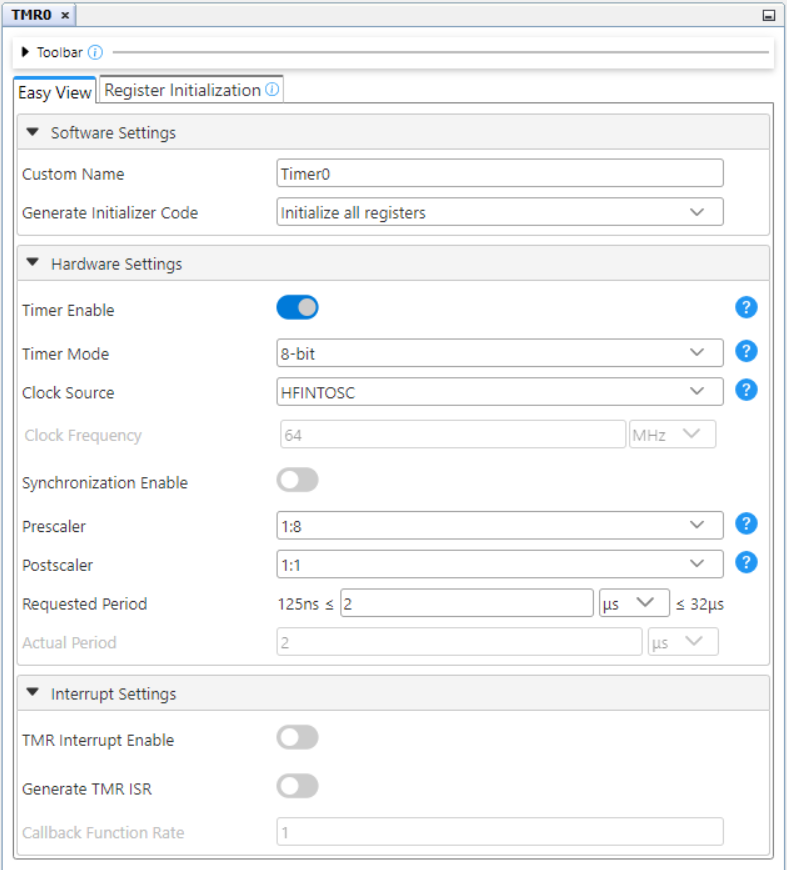 TMR0 ×
Toolbar i
Easy View Register Initialization i
Software Settings
Custom Name Timer0
Generate Initializer Code Initialize all registers
Hardware Settings
Timer Enable ?
Timer Mode 8-bit ?
Clock Source HFINTOSC ?
Clock Frequency 64 MHz
Synchronization Enable
Prescaler 1:8 ?
Postscaler 1:1 ?
Requested Period 125ns ≤ 2 µs ≤ 32µs
Actual Period 2 µs
Interrupt Settings
TMR Interrupt Enable
Generate TMR ISR
Callback Function Rate 1